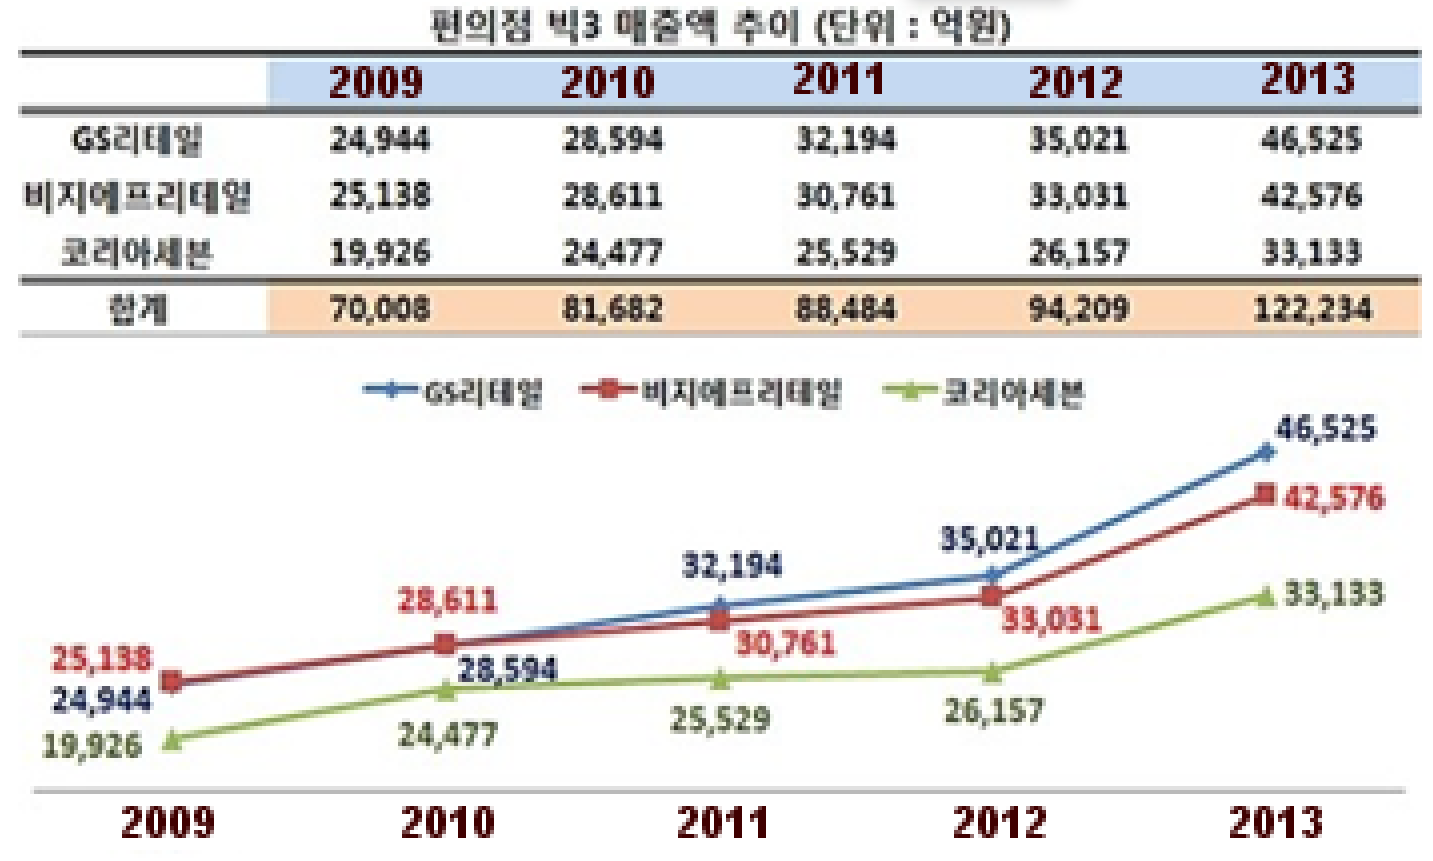 편의점 빅3 매출액 추이 (단위 : 억원)
2009 2010 2011 2012 2013
GS리테일 24,944 28,594 32,194 35,021 46,525
비지에프리테일 25,138 28,611 30,761 33,031 42,576
코리아세븐 19,926 24,477 25,529 26,157 33,133
합계 70,008 81,682 88,484 94,209 122,234
GS리테일 비지에프리테일 코리아세븐
46,525
42,576
35,021
32,194
28,611
33,133
33,031
30,761
25,138
28,594
24,944
26,157
25,529
24,477
19,926
2009 2010 2011 2012 2013